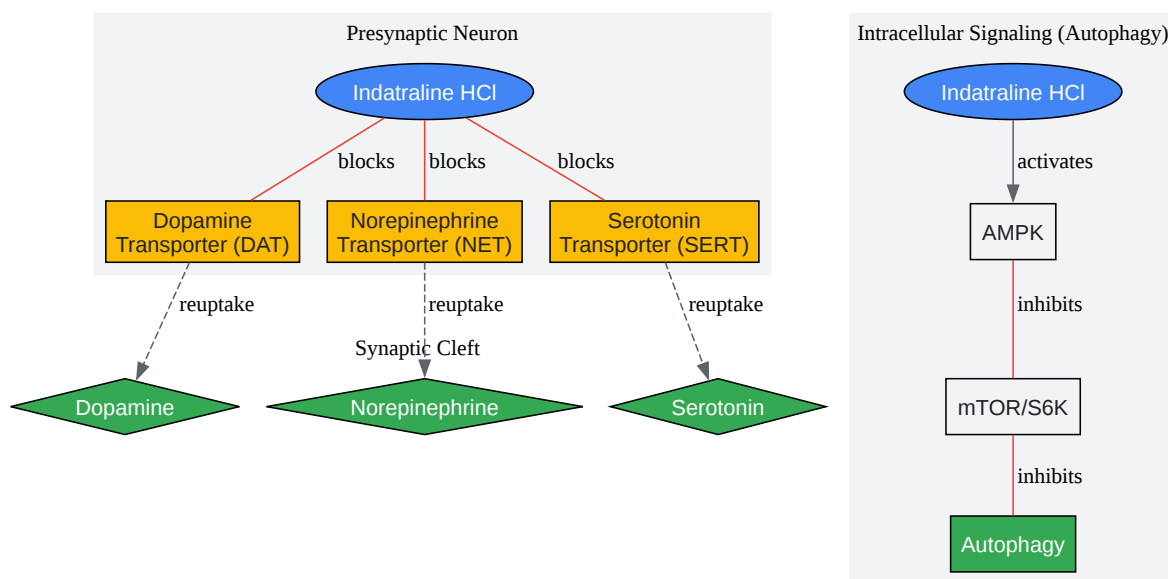 Presynaptic Neuron
Indatraline HCl
blocks
blocks
blocks
Dopamine
Transporter (DAT)
Norepinephrine
Transporter (NET)
Serotonin
Transporter (SERT)
reuptake
reuptake
reuptake
Synaptic Cleft
Dopamine
Norepinephrine
Serotonin
Intracellular Signaling (Autophagy)
Indatraline HCl
activates
AMPK
inhibits
mTOR/S6K
inhibits
Autophagy